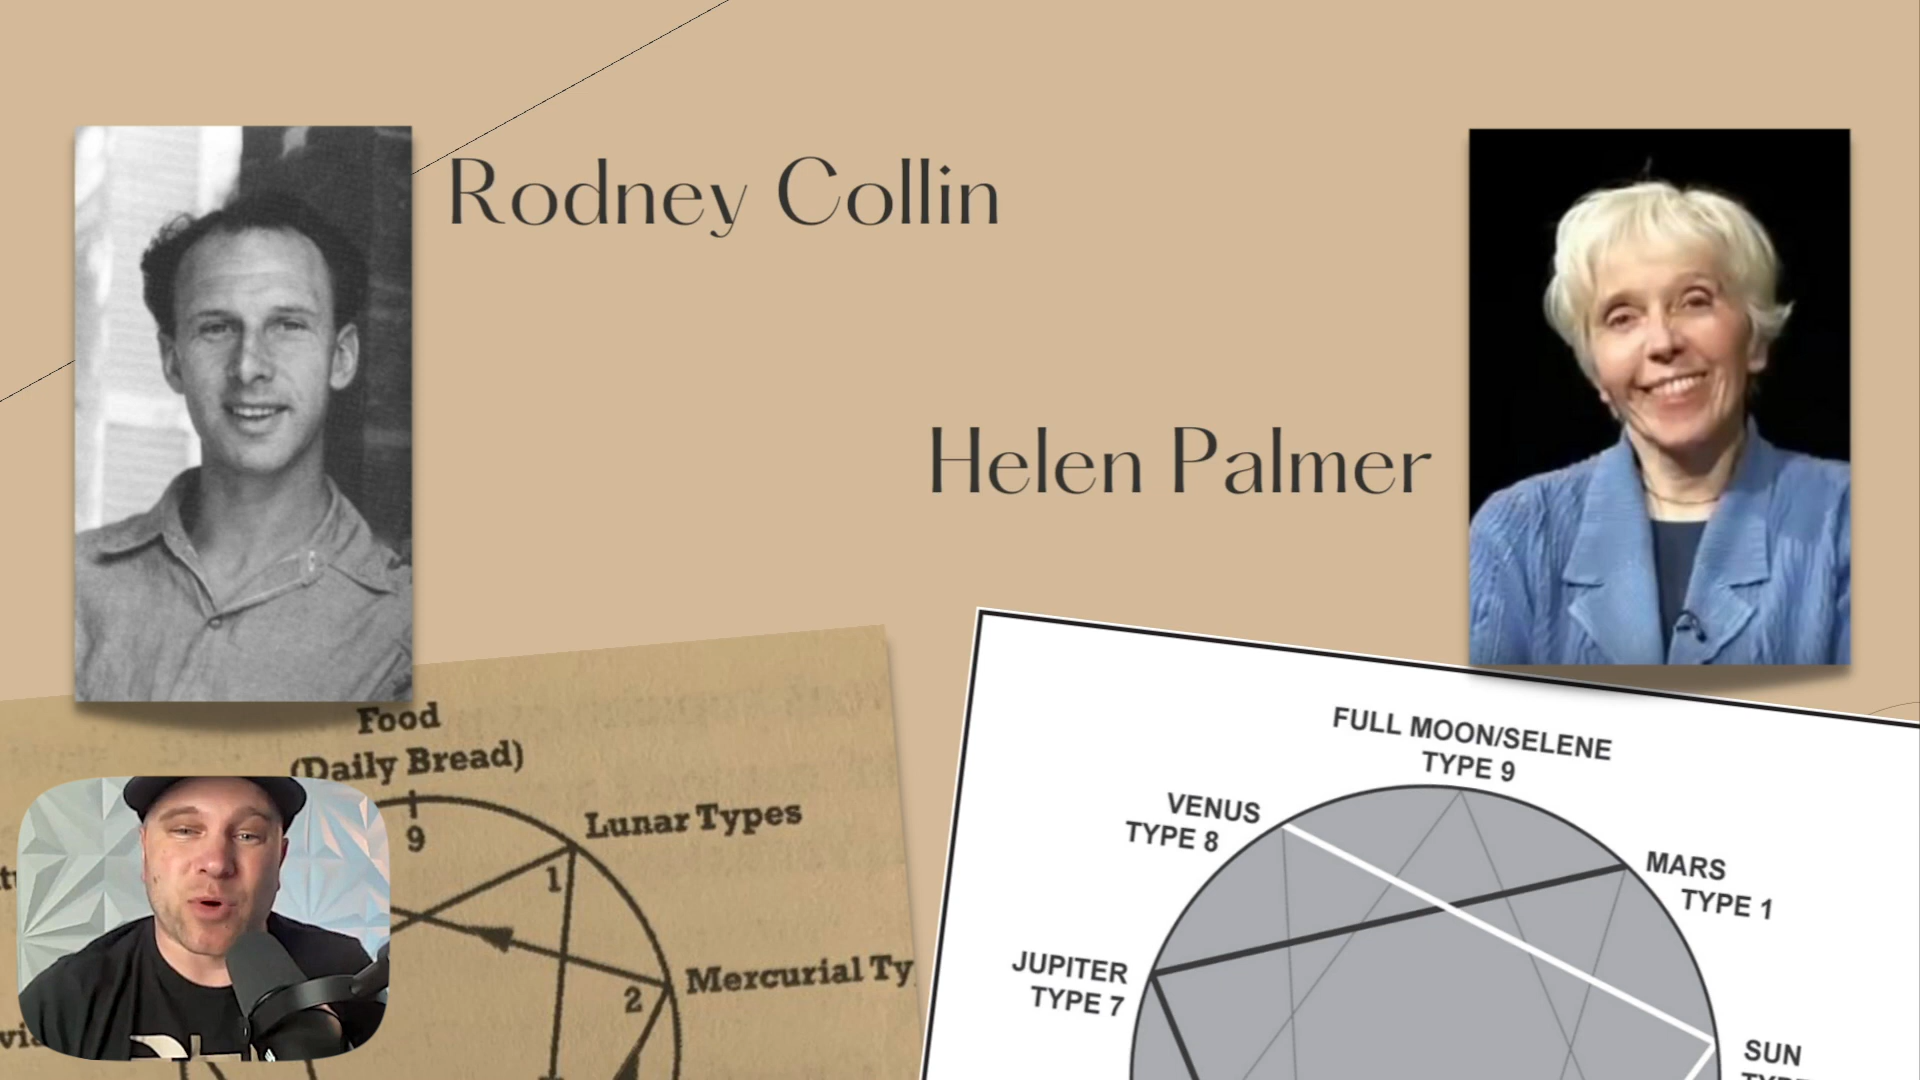 Rodney Collin
Helen Palmer
Food
(Daily Bread)
9
Lunar Types
1
Mercurial Ty
2
FULL MOON/SELENE
TYPE 9
VENUS
TYPE 8
MARS
TYPE 1
JUPITER
TYPE 7
SUN